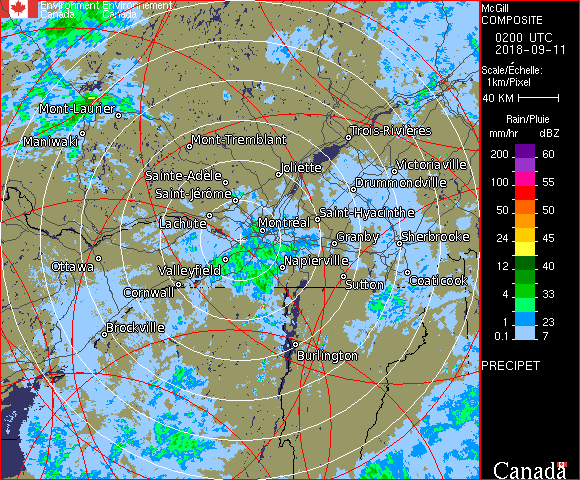 Environment Environnement
Canada Canada
McGill
COMPOSITE
0200 UTC
2018-09-11
Scale/Échelle:
1km/Pixel
40 KM
Rain/Pluie
mm/hr dBZ
200 60
100 55
50 50
24 45
12 40
4 33
1 23
0.1 7
PRECIPET
Canada
Mont-Laurier
Maniwaki
Mont-Tremblant
Trois-Rivières
Sainte-Adèle
Joliette
Victoriaville
Saint-Jérôme
Drummondville
Lachute
Saint-Hyacinthe
Montréal
Granby
Sherbrooke
Ottawa
Valleyfield
Napierville
Cornwall
Sutton
Coaticook
Brockville
Burlington